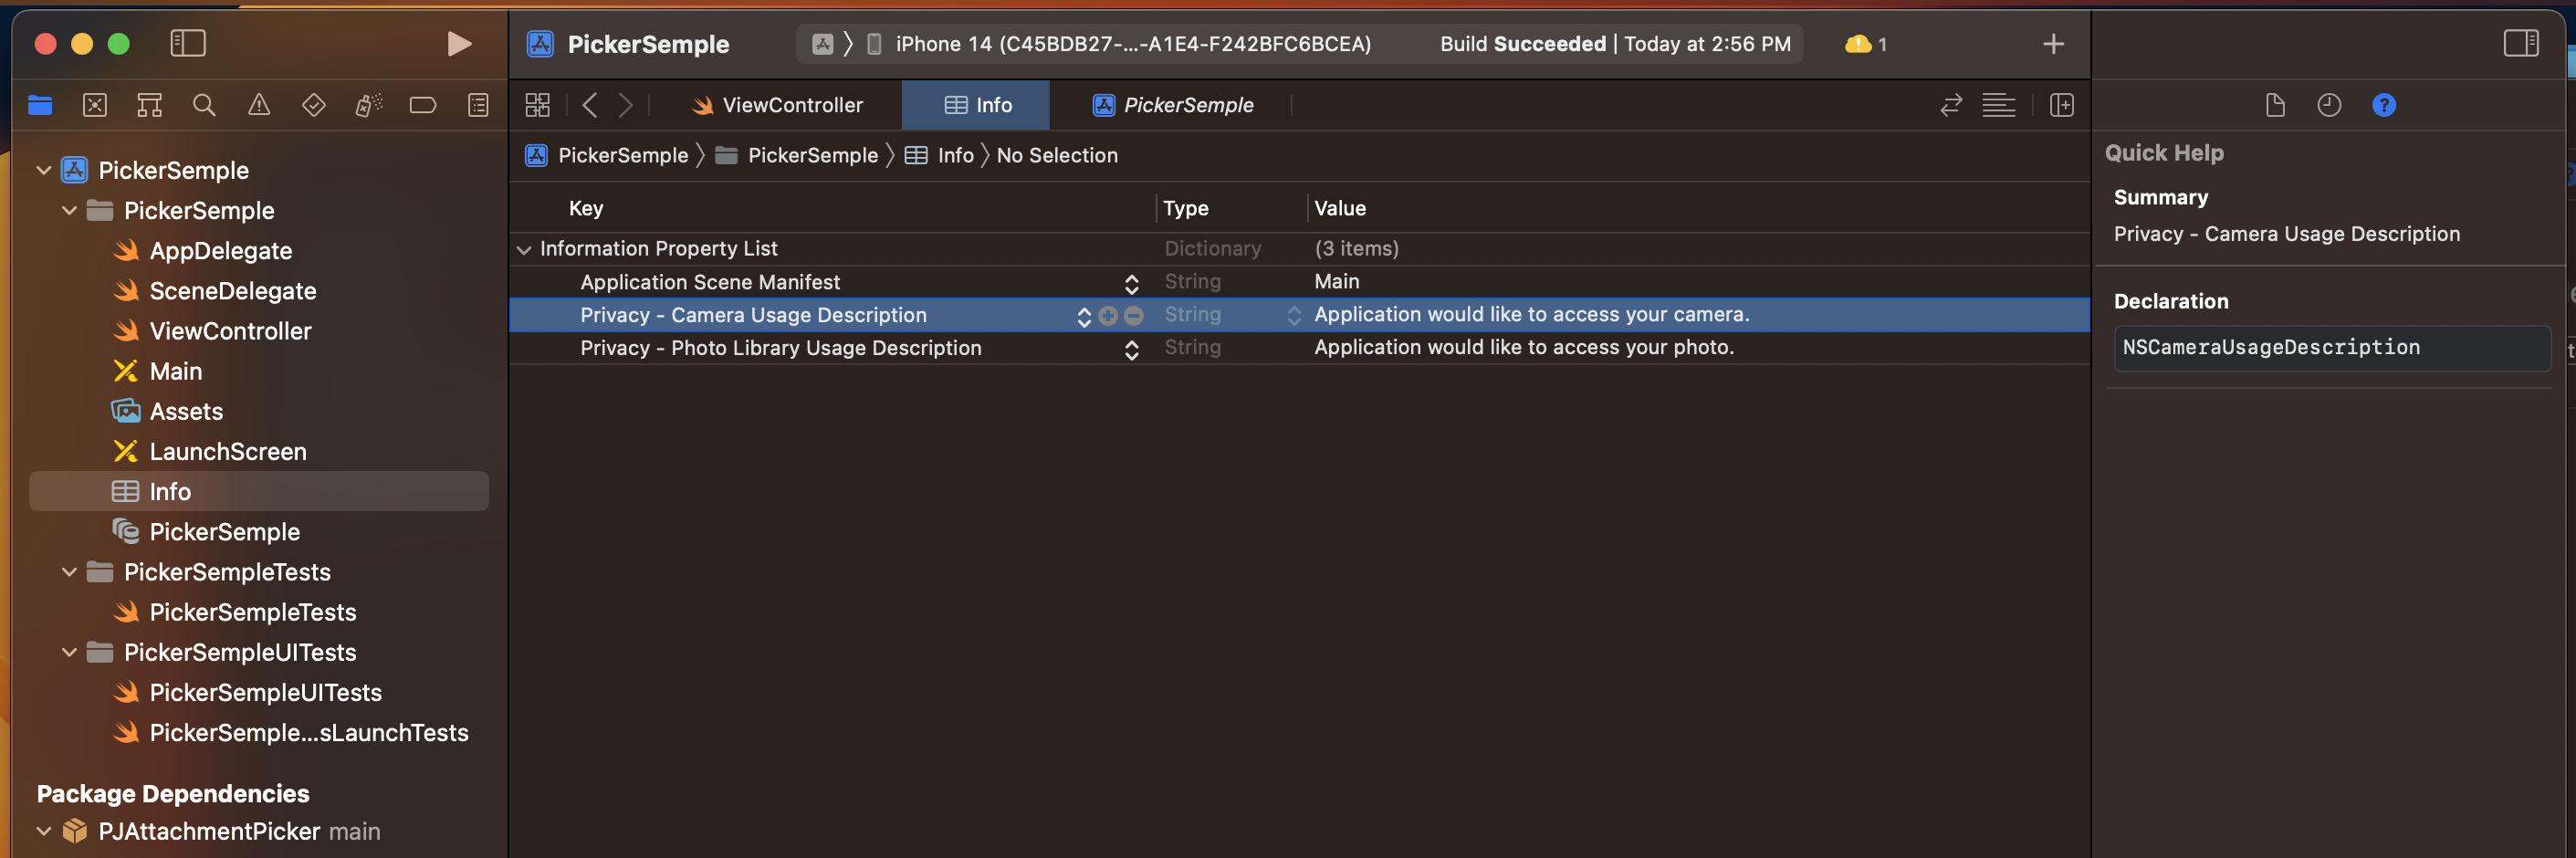 PickerSemple
iPhone 14 (C45BDB27-...-A1E4-F242BFC6BCEA)
Build Succeeded | Today at 2:56 PM
1
ViewController
Info
PickerSemple
PickerSemple
PickerSemple
Info
No Selection
PickerSemple
PickerSemple
AppDelegate
SceneDelegate
ViewController
Main
Assets
LaunchScreen
Info
PickerSemple
PickerSempleTests
PickerSempleTests
PickerSempleUITests
PickerSempleUITests
PickerSemple...sLaunchTests
Package Dependencies
PJAttachmentPicker main
Key Type Value
Information Property List Dictionary (3 items)
Application Scene Manifest String Main
Privacy - Camera Usage Description String Application would like to access your camera.
Privacy - Photo Library Usage Description String Application would like to access your photo.
Quick Help
Summary
Privacy - Camera Usage Description
Declaration
NSCameraUsageDescription